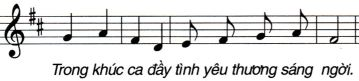 Trong khúc ca đầy tình yêu thương sáng ngời.